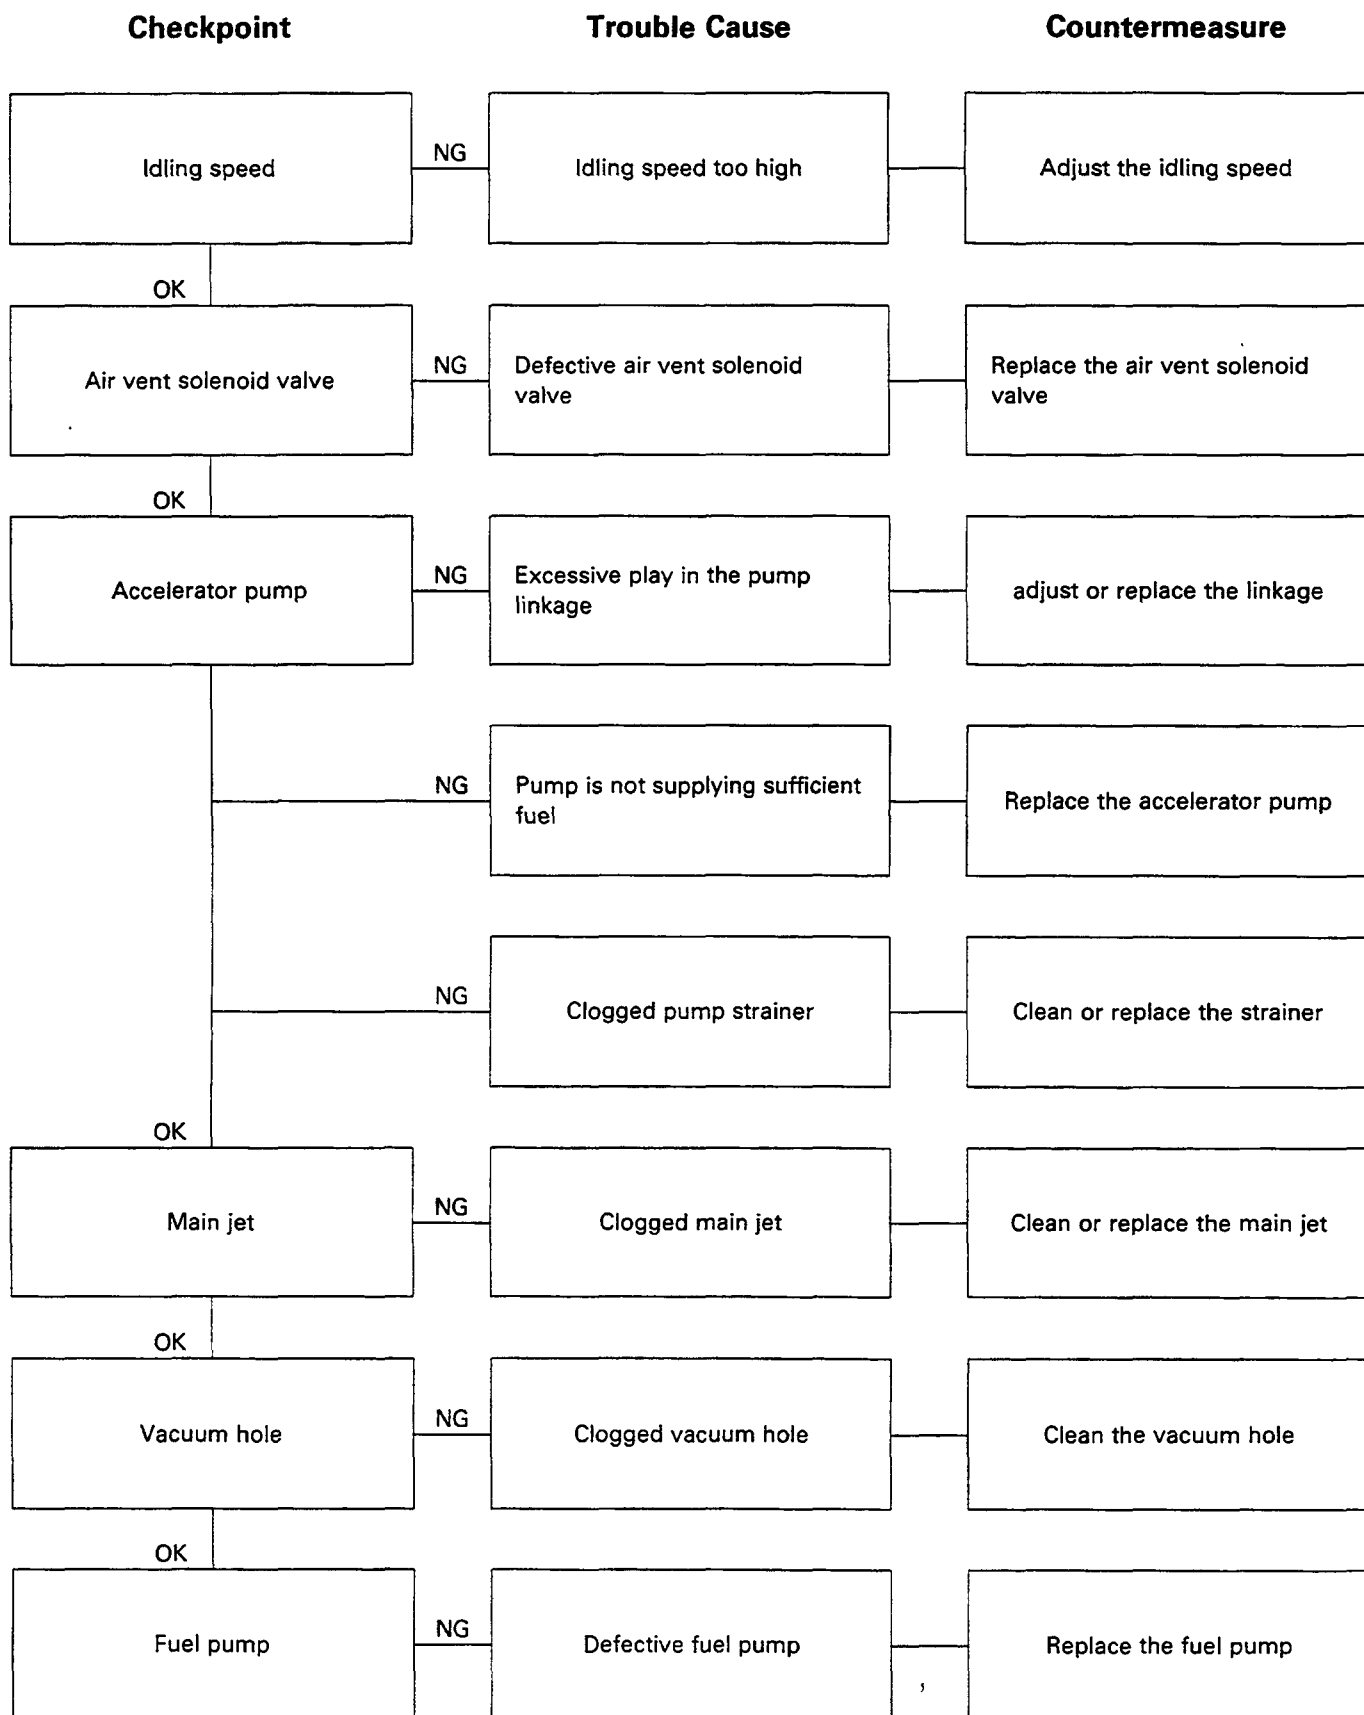 Checkpoint
Trouble Cause
Countermeasure
Idling speed
NG
Idling speed too high
Adjust the idling speed
OK
Air vent solenoid valve
NG
Defective air vent solenoid
valve
Replace the air vent solenoid
valve
OK
Accelerator pump
NG
Excessive play in the pump
linkage
adjust or replace the linkage
NG
Pump is not supplying sufficient
fuel
Replace the accelerator pump
NG
Clogged pump strainer
Clean or replace the strainer
OK
Main jet
NG
Clogged main jet
Clean or replace the main jet
OK
Vacuum hole
NG
Clogged vacuum hole
Clean the vacuum hole
OK
Fuel pump
NG
Defective fuel pump
Replace the fuel pump